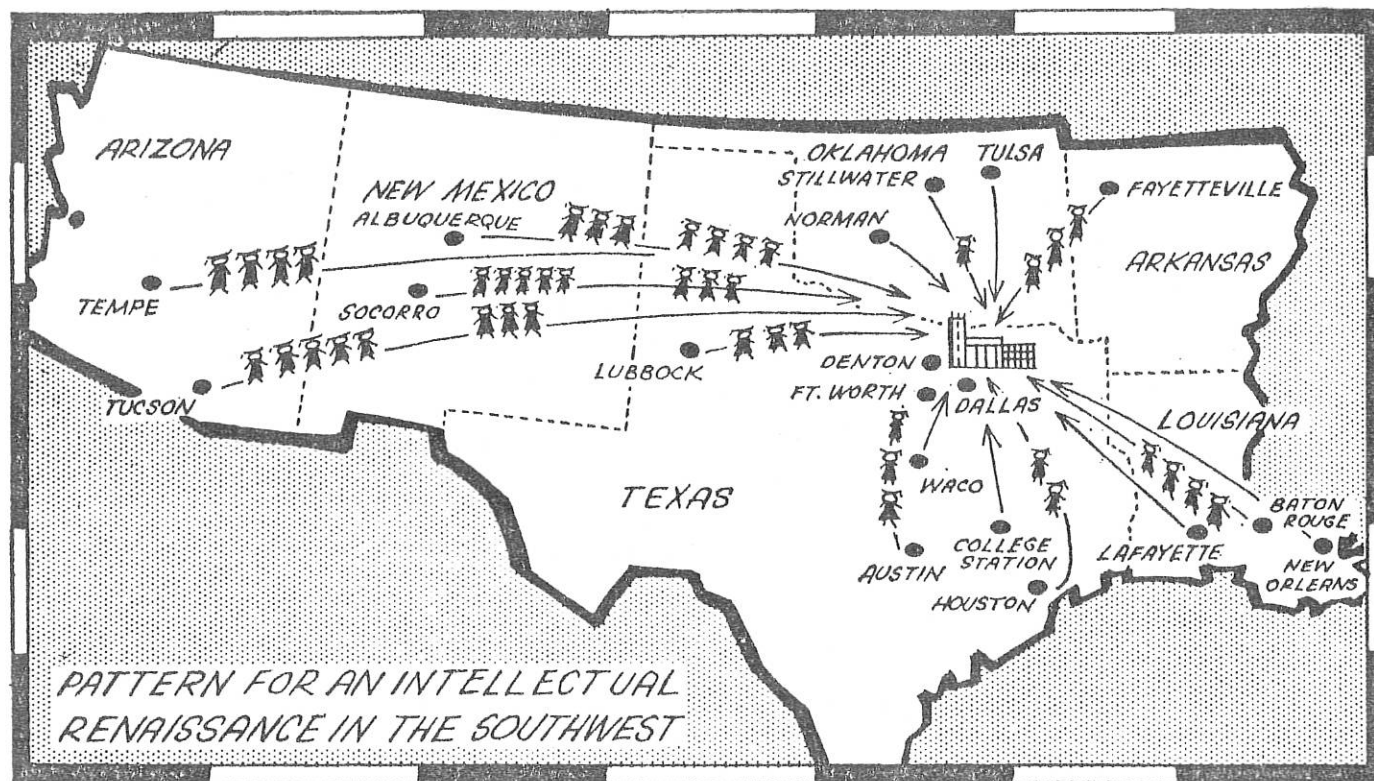 ARIZONA
NEW MEXICO
ALBUQUERQUE
OKLAHOMA
STILLWATER
TULSA
NORMAN
FAYETTEVILLE
ARKANSAS
TEMPE
SOCORRO
TUCSON
LUBBOCK
DENTON
FT. WORTH
DALLAS
LOUISIANA
WACO
TEXAS
AUSTIN
COLLEGE
STATION
HOUSTON
LAFAYETTE
BATON
ROUGE
NEW
ORLEANS
PATTERN FOR AN INTELLECTUAL
RENAISSANCE IN THE SOUTHWEST